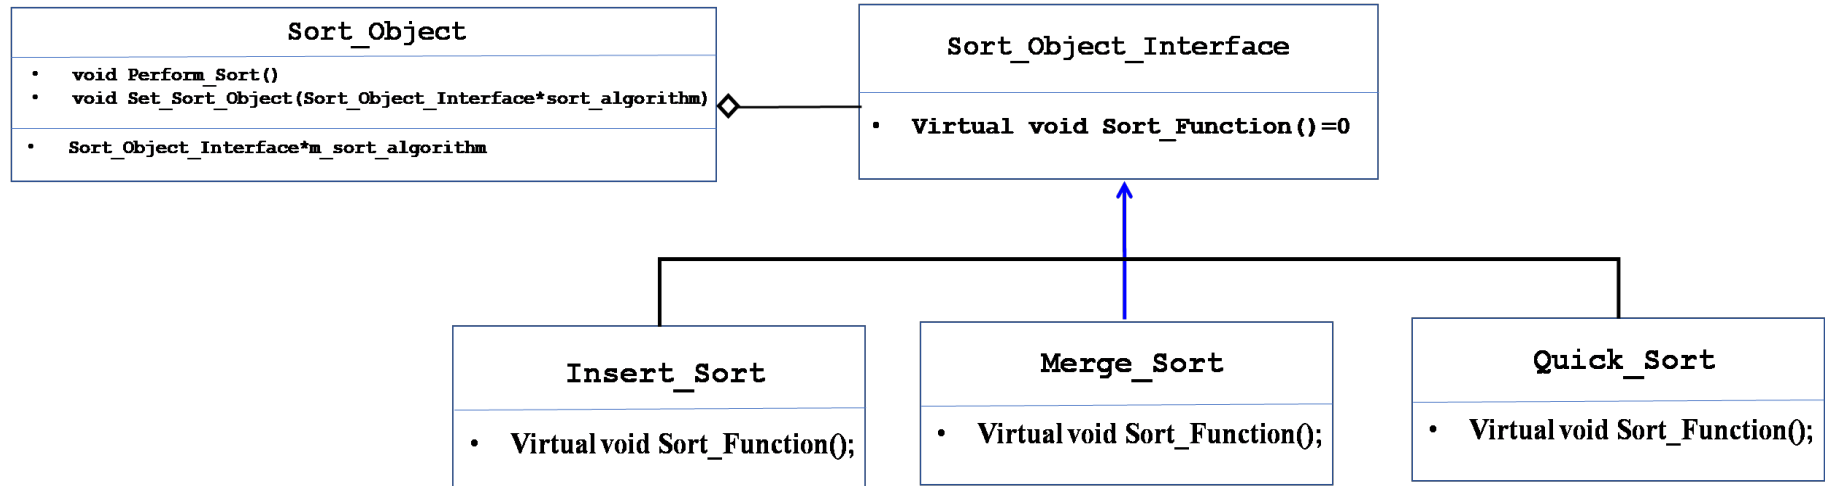 Sort_Object
• void Perform_Sort()
• void Set_Sort_Object(Sort_Object_Interface*sort_algorithm)
• Sort_Object_Interface*m_sort_algorithm
Sort_Object_Interface
• Virtual void Sort_Function()=0
Insert_Sort
• Virtual void Sort_Function();
Merge_Sort
• Virtual void Sort_Function();
Quick_Sort
• Virtual void Sort_Function();